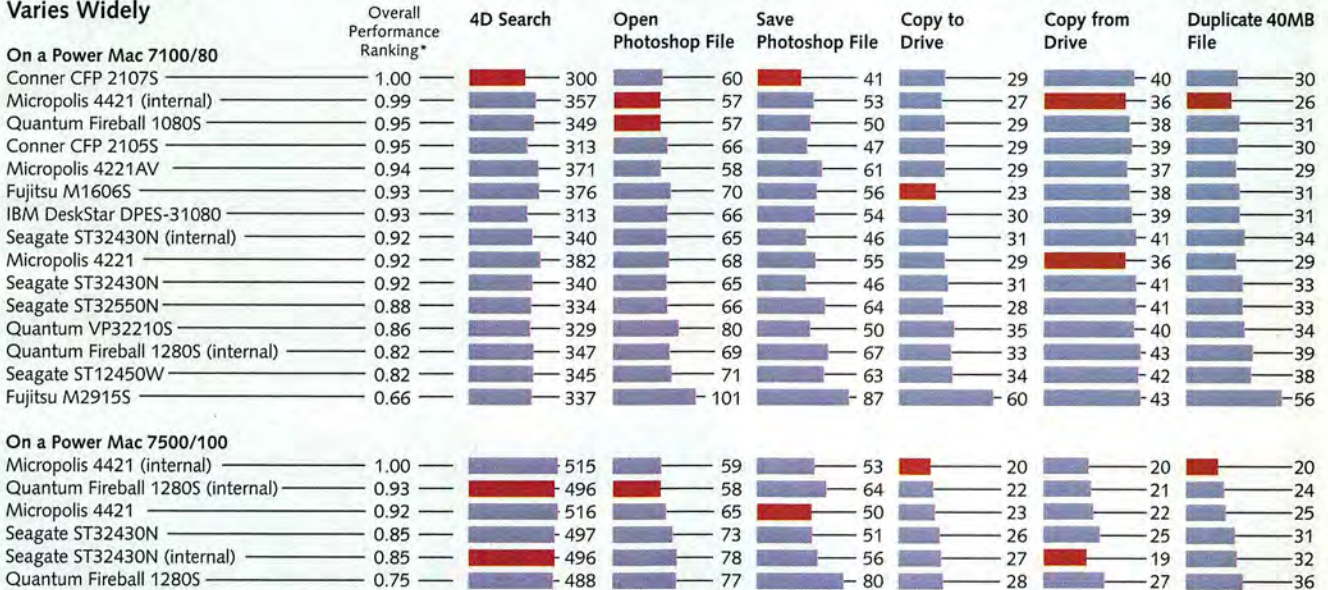 Varies Widely
Overall Performance Ranking* 4D Search Open Photoshop File Save Photoshop File Copy to Drive Copy from Drive Duplicate 40MB File
On a Power Mac 7100/80
Conner CFP 2107S 1.00 300 60 41 29 40 30
Micropolis 4421 (internal) 0.99 357 57 53 27 36 26
Quantum Fireball 1080S 0.95 349 57 50 29 38 31
Conner CFP 2105S 0.95 313 66 47 29 39 30
Micropolis 4221AV 0.94 371 58 61 29 37 29
Fujitsu M1606S 0.93 376 70 56 23 38 31
IBM DeskStar DPES-31080 0.93 313 66 54 30 39 31
Seagate ST32430N (internal) 0.92 340 65 46 31 41 34
Micropolis 4221 0.92 382 68 55 29 36 29
Seagate ST32430N 0.92 340 65 46 31 41 33
Seagate ST32550N 0.88 334 66 64 28 41 33
Quantum VP32210S 0.86 329 80 50 35 40 34
Quantum Fireball 1280S (internal) 0.82 347 69 67 33 43 39
Seagate ST12450W 0.82 345 71 63 34 42 38
Fujitsu M2915S 0.66 337 101 87 60 43 56
On a Power Mac 7500/100
Micropolis 4421 (internal) 1.00 515 59 53 20 20 20
Quantum Fireball 1280S (internal) 0.93 496 58 64 22 21 24
Micropolis 4421 0.92 516 65 50 23 22 25
Seagate ST32430N 0.85 497 73 51 26 25 31
Seagate ST32430N (internal) 0.85 496 78 56 27 19 32
Quantum Fireball 1280S 0.75 488 77 80 28 27 36